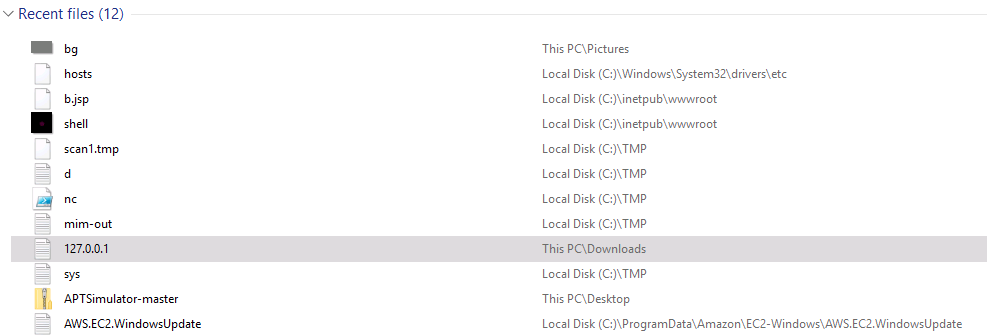 Recent files (12)
bg This PC\Pictures
hosts Local Disk (C:)\Windows\System32\drivers\etc
b.jsp Local Disk (C:)\inetpub\wwwroot
shell Local Disk (C:)\inetpub\wwwroot
scan1.tmp Local Disk (C:)\TMP
d Local Disk (C:)\TMP
nc Local Disk (C:)\TMP
mim-out Local Disk (C:)\TMP
127.0.0.1 This PC\Downloads
sys Local Disk (C:)\TMP
APTSimulator-master This PC\Desktop
AWS.EC2.WindowsUpdate Local Disk (C:)\ProgramData\Amazon\EC2-Windows\AWS.EC2.WindowsUpdate